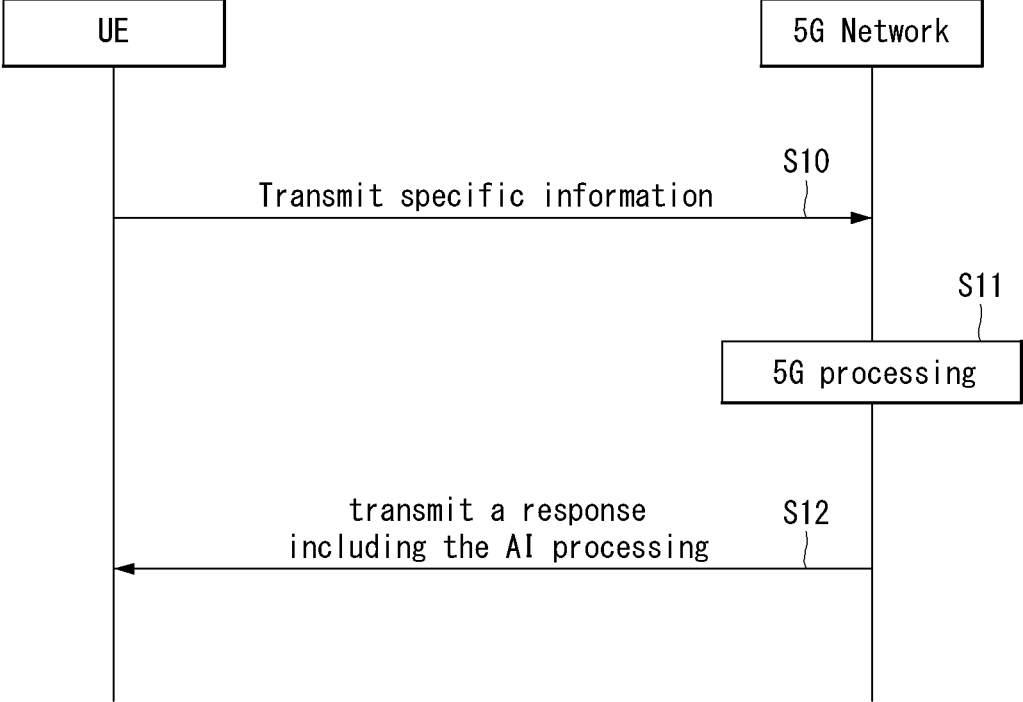 UE
5G Network
S10
Transmit specific information
S11
5G processing
transmit a response
S12
including the AI processing